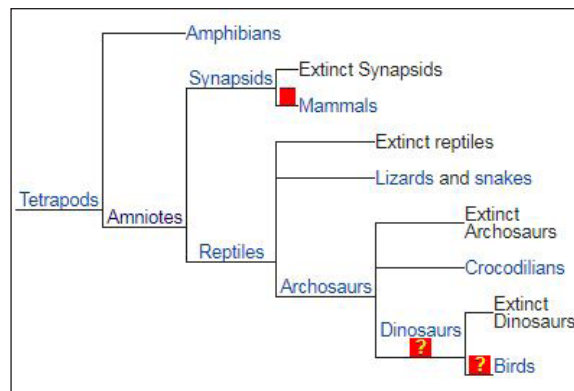 Amphibians
Synapsids
Extinct Synapsids
Mammals
Extinct reptiles
Lizards and snakes
Tetrapods
Amniotes
Reptiles
Extinct
Archosaurs
Archosaurs
Crocodilians
Dinosaurs
?
Extinct
Dinosaurs
? Birds